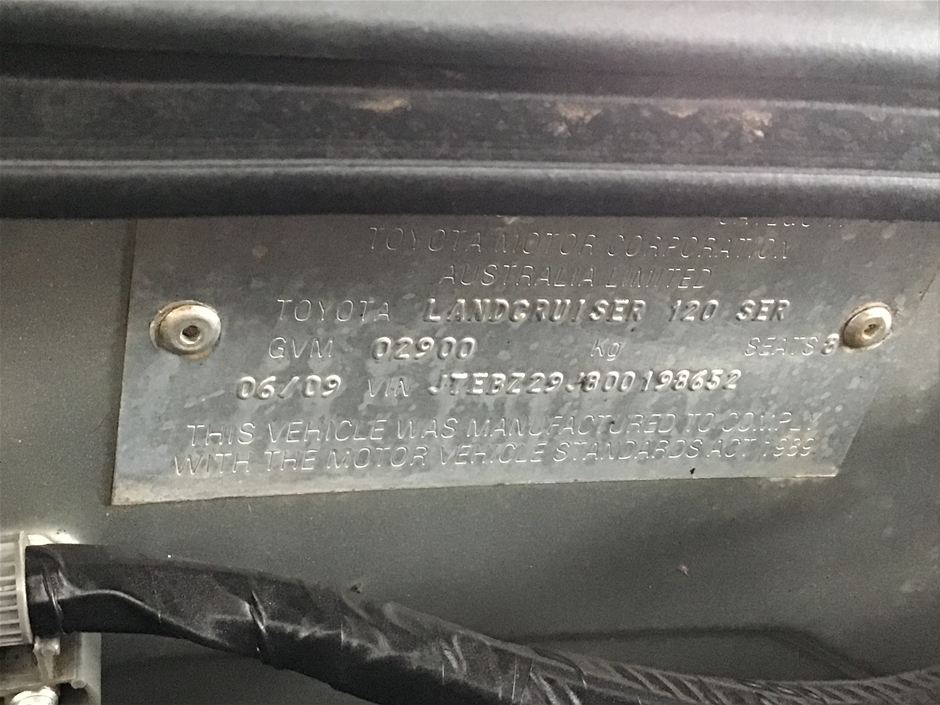 TOYOTA MOTOR CORPORATION
AUSTRALIA LIMITED
TOYOTA LANDCRUISER 120 SER
GVM 02900 Kg SEATS 8
06/09 VIN JTEBZ29J800198652
THIS VEHICLE WAS MANUFACTURED TO COMPLY
WITH THE MOTOR VEHICLE STANDARDS ACT 1989